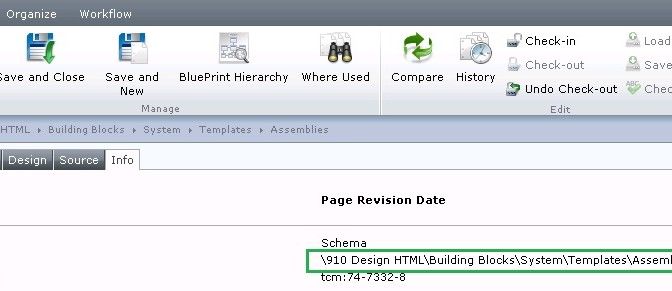 Organize Workflow
Save and Close Save and New BluePrint Hierarchy Where Used Compare History Check-in Load
Check-out Save
Undo Check-out
Manage Edit
HTML Building Blocks System Templates Assemblies
Design Source Info
Page Revision Date
Schema
\910 Design HTML\Building Blocks\System\Templates\Assembl
tcm:74-7332-8